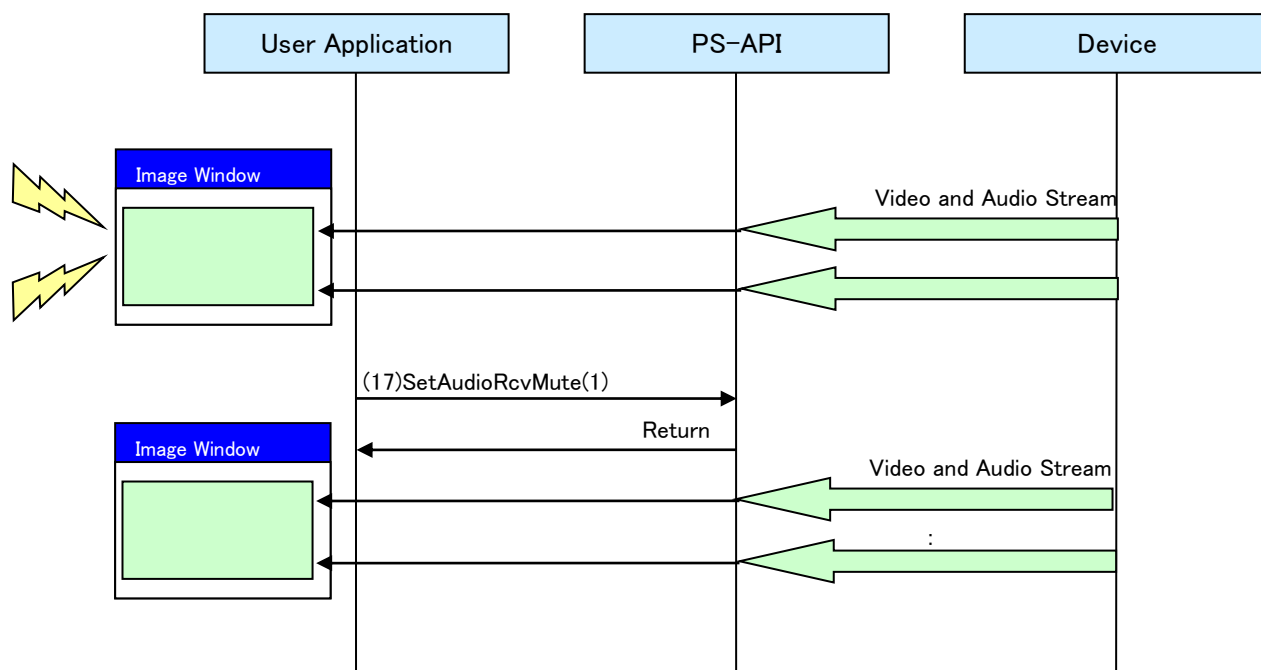 User Application
PS-API
Device
Image Window
Video and Audio Stream
(17)SetAudioRcvMute(1)
Return
Image Window
Video and Audio Stream
: